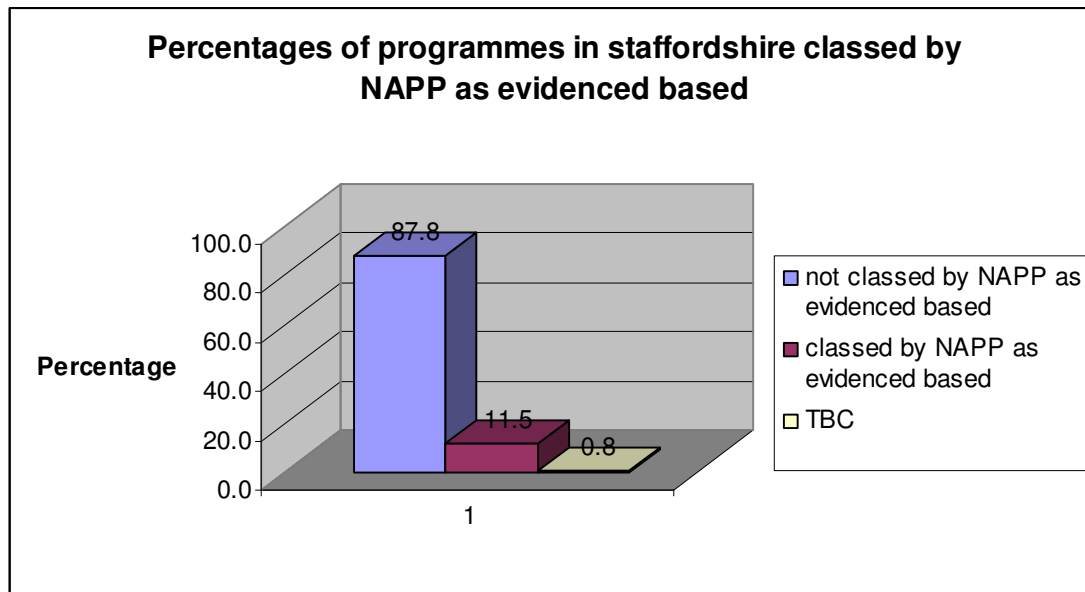 Percentages of programmes in staffordshire classed by
NAPP as evidenced based
100.0
80.0
60.0
40.0
20.0
0.0
Percentage
87.8
11.5
0.8
1
not classed by NAPP as
evidenced based
classed by NAPP as
evidenced based
TBC